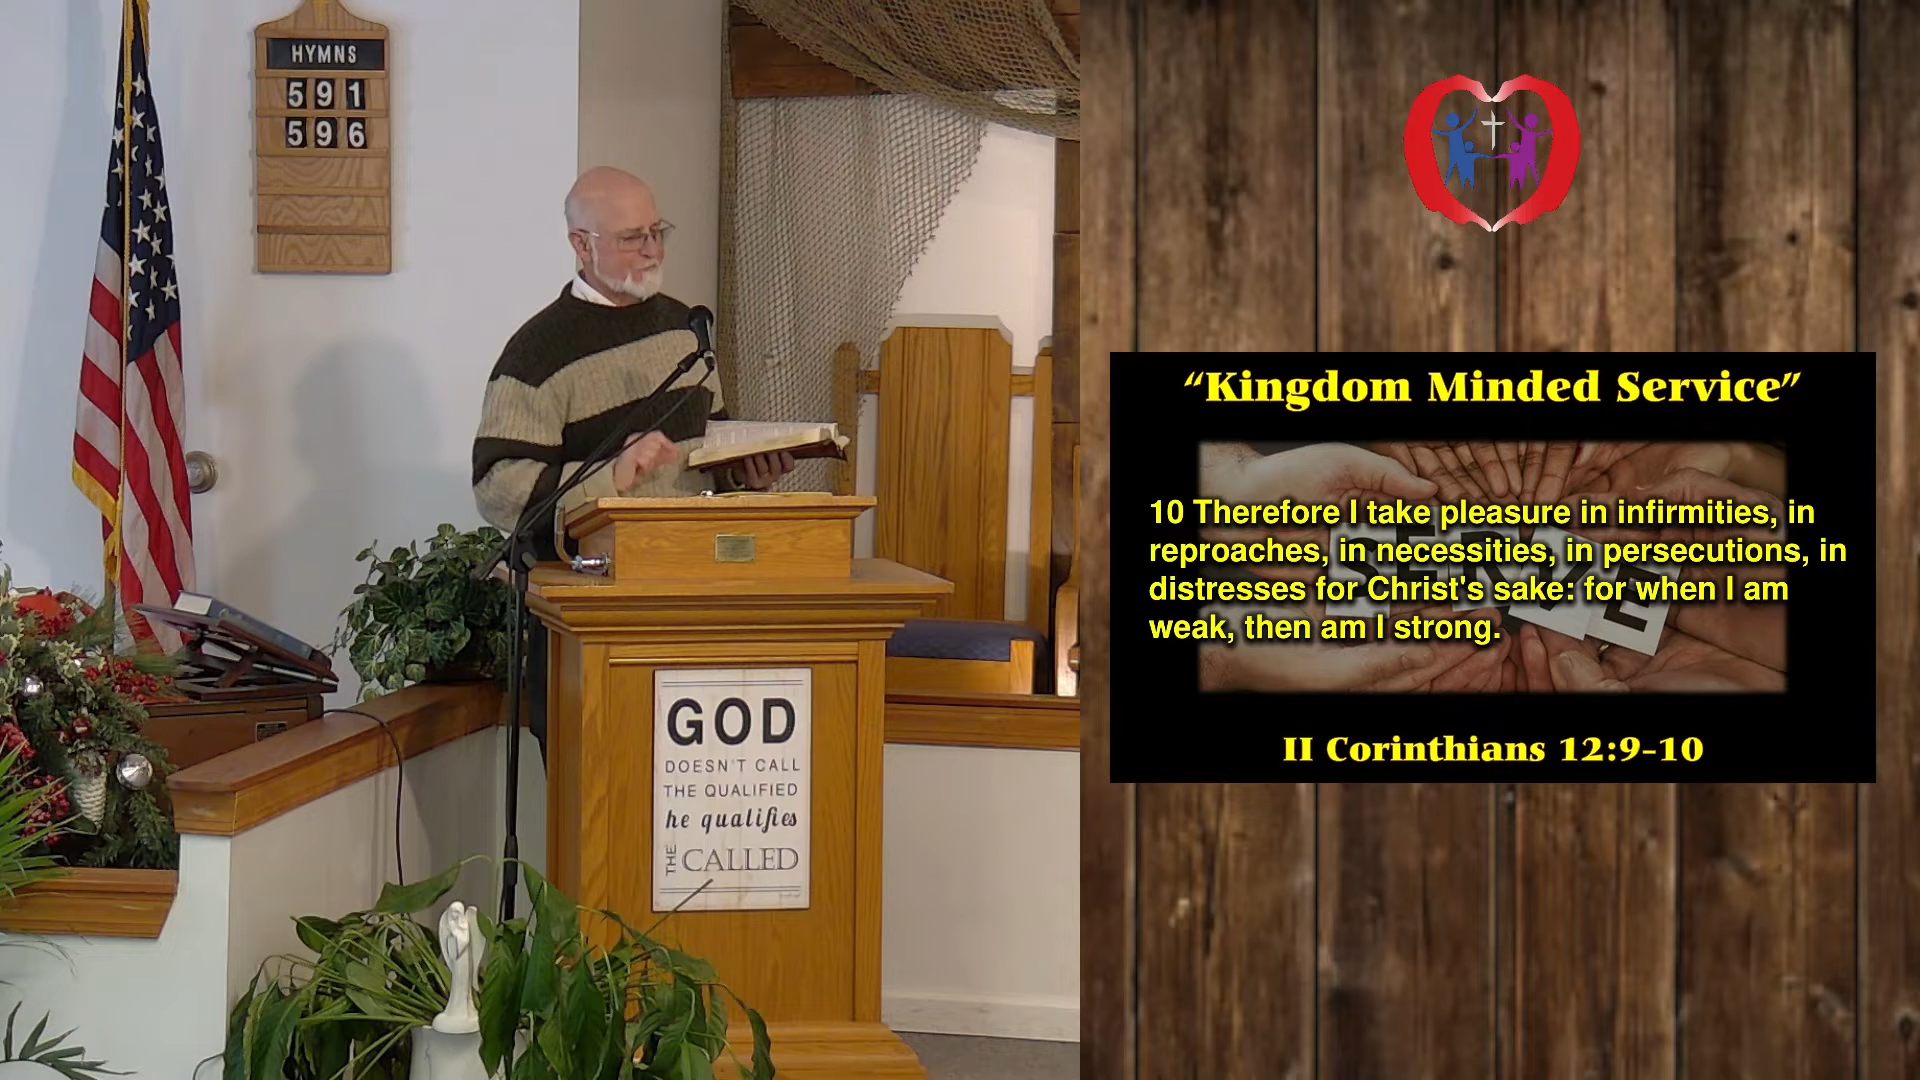 HYMNS
591
596
GOD
DOESN'T CALL
THE QUALIFIED
he qualifies
THE CALLED
“Kingdom Minded Service”
10 Therefore I take pleasure in infirmities, in
reproaches, in necessities, in persecutions, in
distresses for Christ's sake: for when I am
weak, then am I strong.
II Corinthians 12:9-10